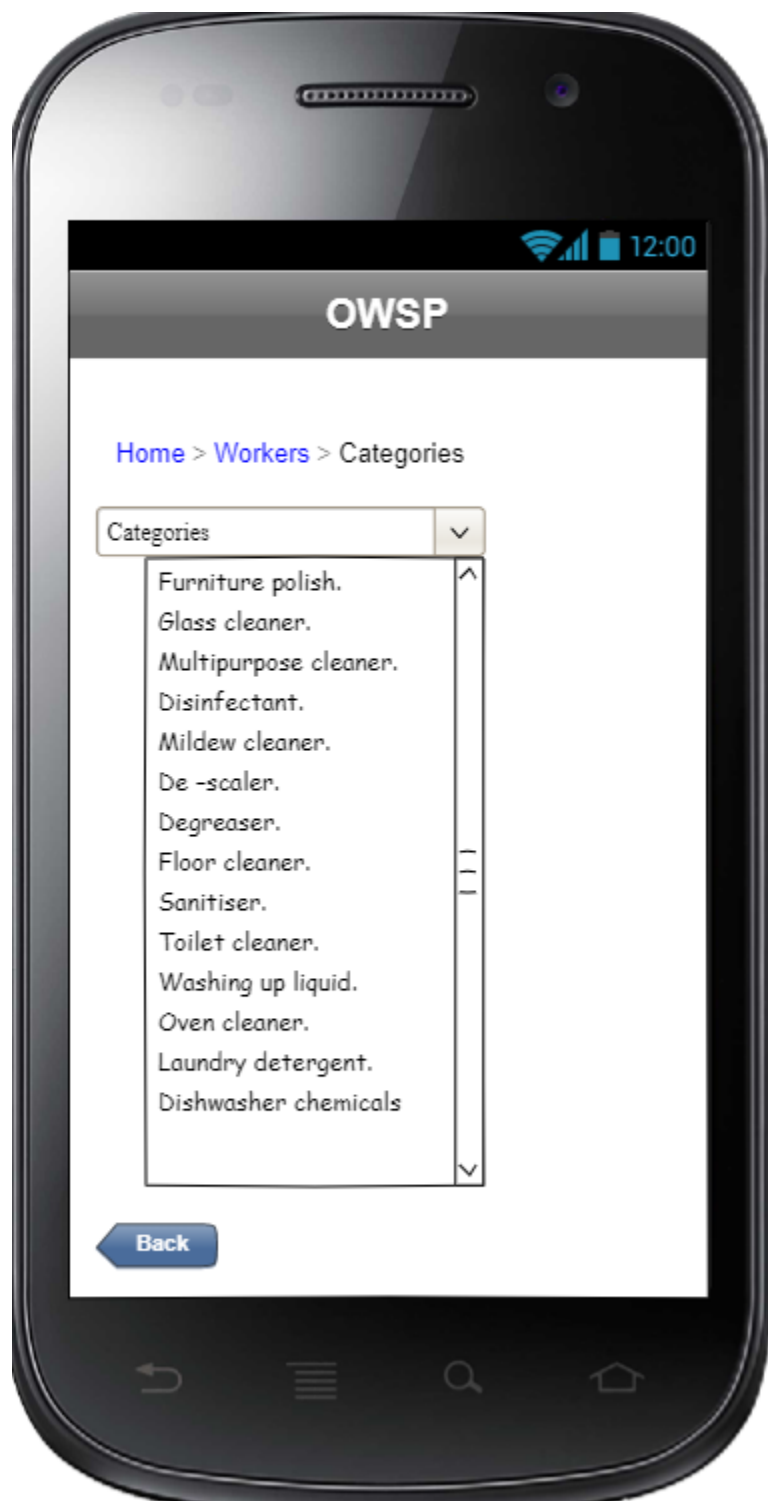 12:00
OWSP
Home > Workers > Categories
Categories
Furniture polish.
Glass cleaner.
Multipurpose cleaner.
Disinfectant.
Mildew cleaner.
De -scaler.
Degreaser.
Floor cleaner.
Sanitiser.
Toilet cleaner.
Washing up liquid.
Oven cleaner.
Laundry detergent.
Dishwasher chemicals
Back